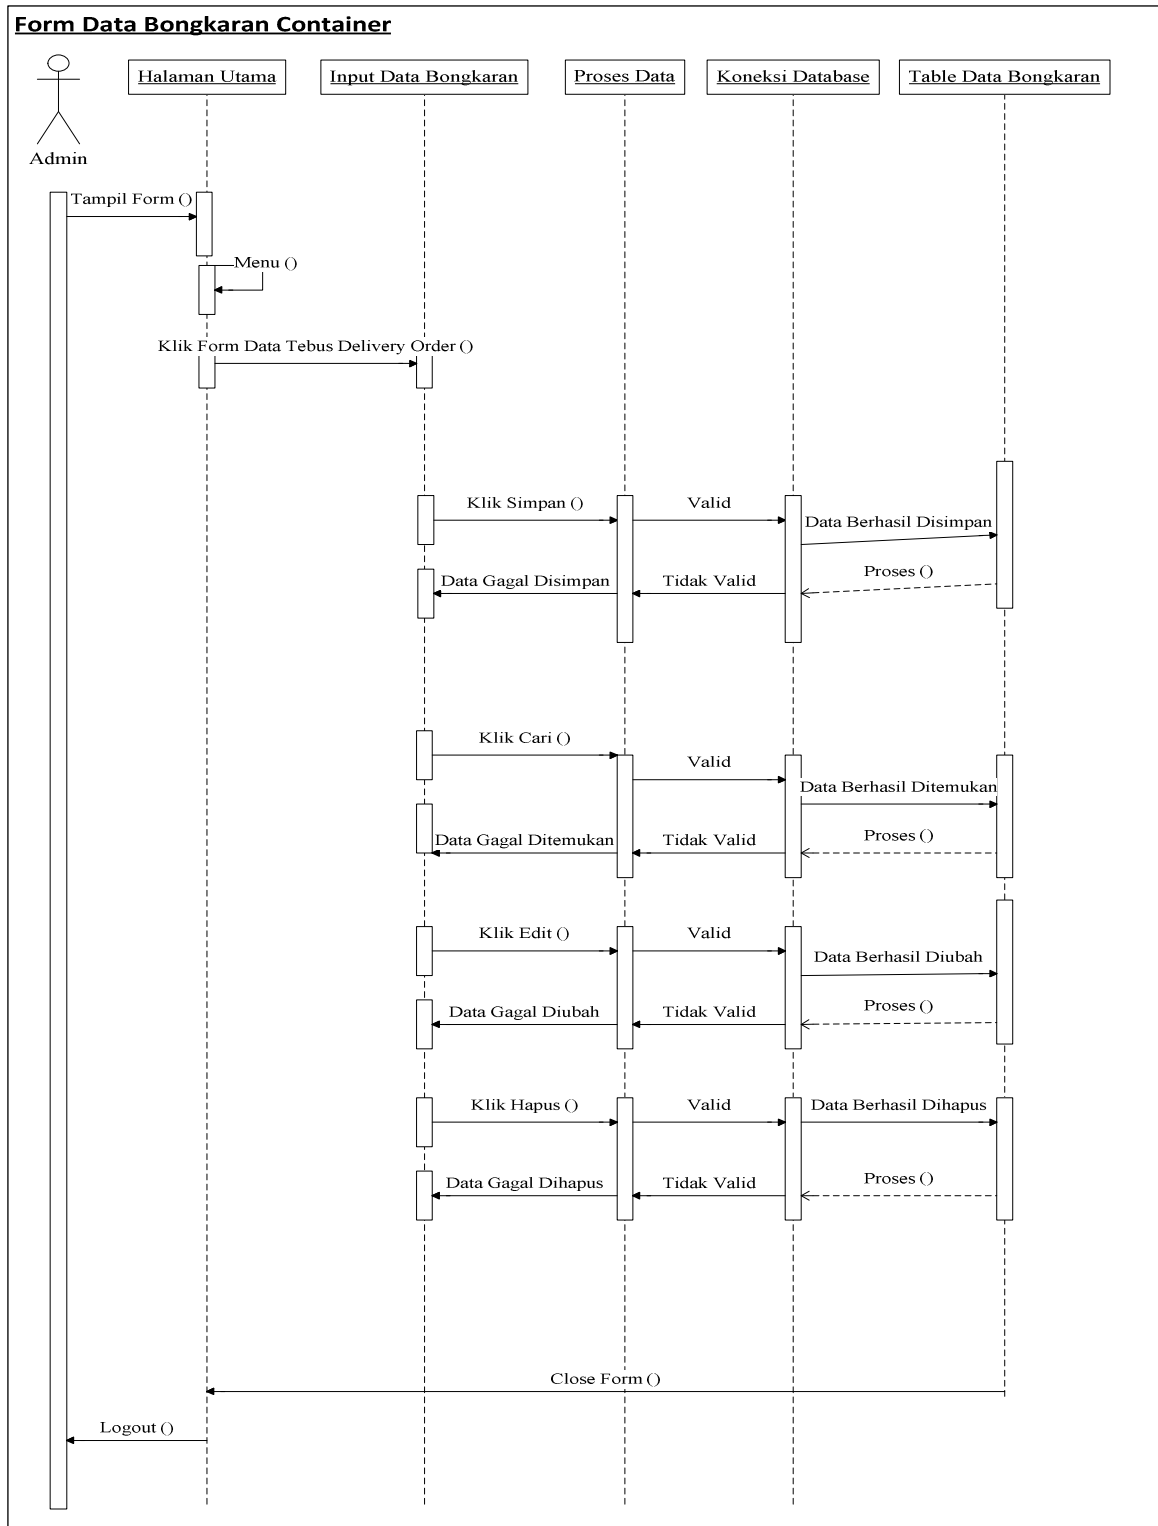 Form Data Bongkaran Container
Halaman Utama
Input Data Bongkaran
Proses Data
Koneksi Database
Table Data Bongkaran
Admin
Tampil Form ()
Menu ()
Klik Form Data Tebus Delivery Order ()
Klik Simpan ()
Valid
Data Berhasil Disimpan
Data Gagal Disimpan
Tidak Valid
Proses ()
Klik Cari ()
Valid
Data Berhasil Ditemukan
Data Gagal Ditemukan
Tidak Valid
Proses ()
Klik Edit ()
Valid
Data Berhasil Diubah
Data Gagal Diubah
Tidak Valid
Proses ()
Klik Hapus ()
Valid
Data Berhasil Dihapus
Data Gagal Dihapus
Tidak Valid
Proses ()
Close Form ()
Logout ()